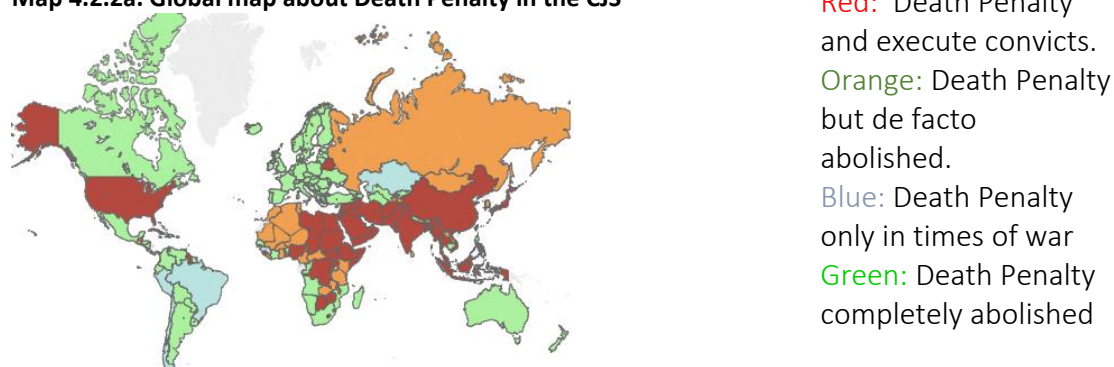 Map 4.2.2a: Global map about Death Penalty in the CJS
Red: Death Penalty
and execute convicts.
Orange: Death Penalty
but de facto
abolished.
Blue: Death Penalty
only in times of war
Green: Death Penalty
completely abolished